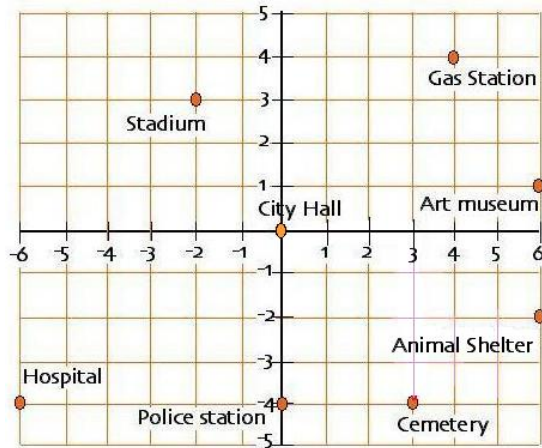 5
4
Gas Station
3
Stadium
2
1
City Hall
Art museum
-6 -5 -4 -3 -2 -1 1 2 3 4 5 6
-1
-2
Animal Shelter
-3
Hospital
-4
Police station
Cemetery
-5